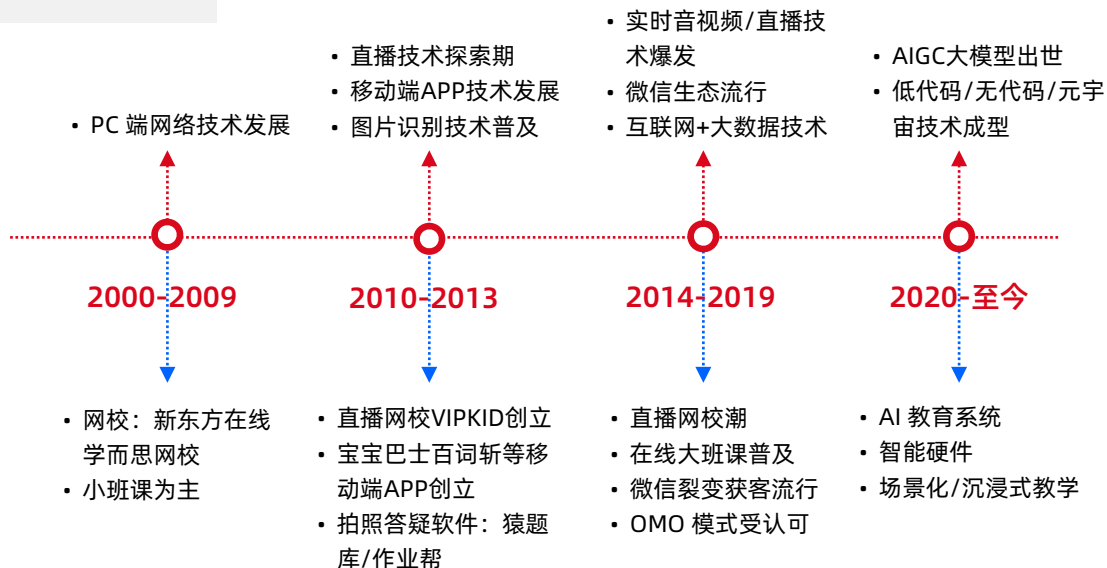 • PC 端网络技术发展
• 直播技术探索期
• 移动端APP技术发展
• 图片识别技术普及
• 实时音视频/直播技
术爆发
• 微信生态流行
• 互联网+大数据技术
• AIGC大模型出世
• 低代码/无代码/元宇
宙技术成型
2000-2009
2010-2013
2014-2019
2020-至今
• 网校：新东方在线
学而思网校
• 小班课为主
• 直播网校VIPKID创立
• 宝宝巴士百词斩等移
动端APP创立
• 拍照答疑软件：猿题
库/作业帮
• 直播网校潮
• 在线大班课普及
• 微信裂变获客流行
• OMO 模式受认可
• AI 教育系统
• 智能硬件
• 场景化/沉浸式教学